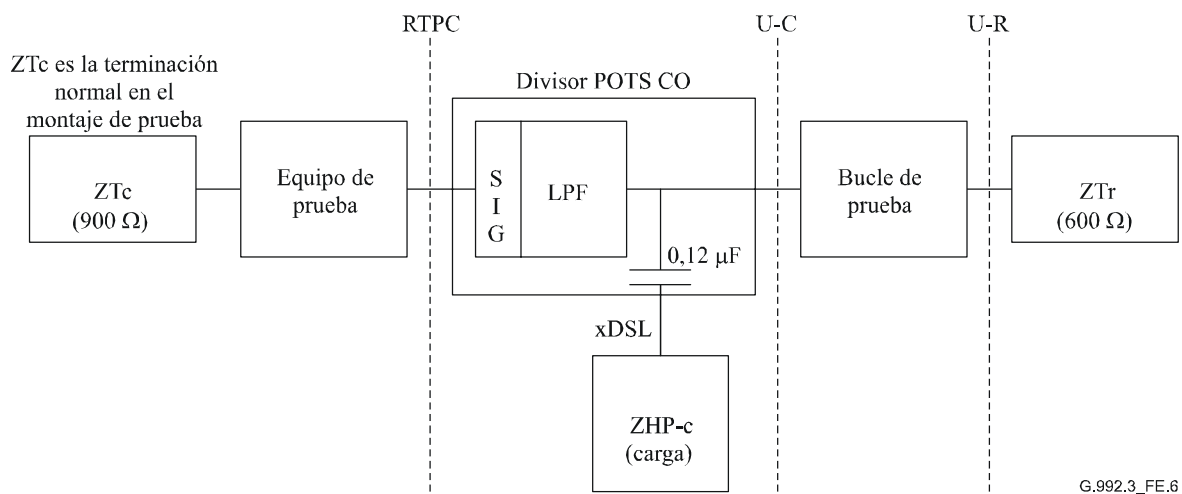 RTPC
U-C
U-R
ZTc es la terminación
normal en el
montaje de prueba
Divisor POTS CO
ZTc
(900 Ω)
Equipo de
prueba
S
I
G
LPF
Bucle de
prueba
ZTr
(600 Ω)
0,12 μF
xDSL
ZHP-c
(carga)
G.992.3_FE.6